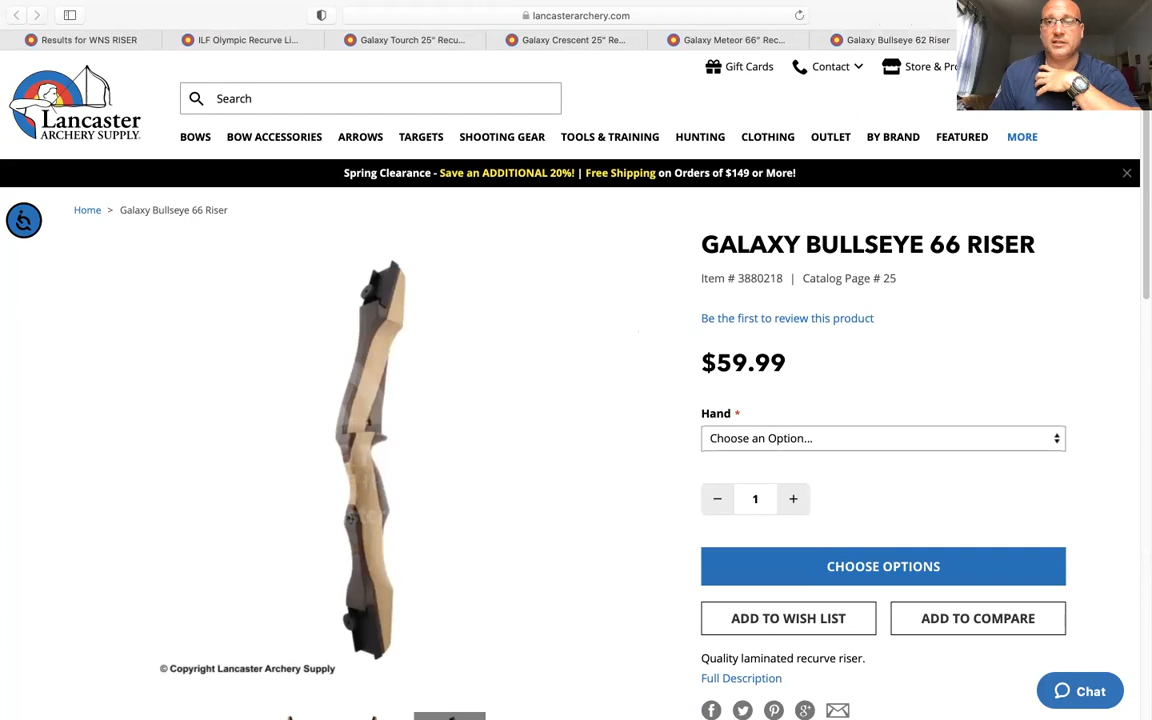 lancasterarchery.com
Results for WNS RISER
ILF Olympic Recurve Li...
Galaxy Tourch 25" Recu...
Galaxy Crescent 25" Re...
Galaxy Meteor 66" Rec...
Galaxy Bullseye 62 Riser
Gift Cards
Contact
Store & Pro
Lancaster
ARCHERY SUPPLY
Search
BOWS
BOW ACCESSORIES
ARROWS
TARGETS
SHOOTING GEAR
TOOLS & TRAINING
HUNTING
CLOTHING
OUTLET
BY BRAND
FEATURED
MORE
Spring Clearance - Save an ADDITIONAL 20%! | Free Shipping on Orders of $149 or More!
Home > Galaxy Bullseye 66 Riser
GALAXY BULLSEYE 66 RISER
Item # 3880218 | Catalog Page # 25
Be the first to review this product
$59.99
Hand *
Choose an Option...
− 1 +
CHOOSE OPTIONS
ADD TO WISH LIST
ADD TO COMPARE
© Copyright Lancaster Archery Supply
Quality laminated recurve riser.
Full Description
Chat